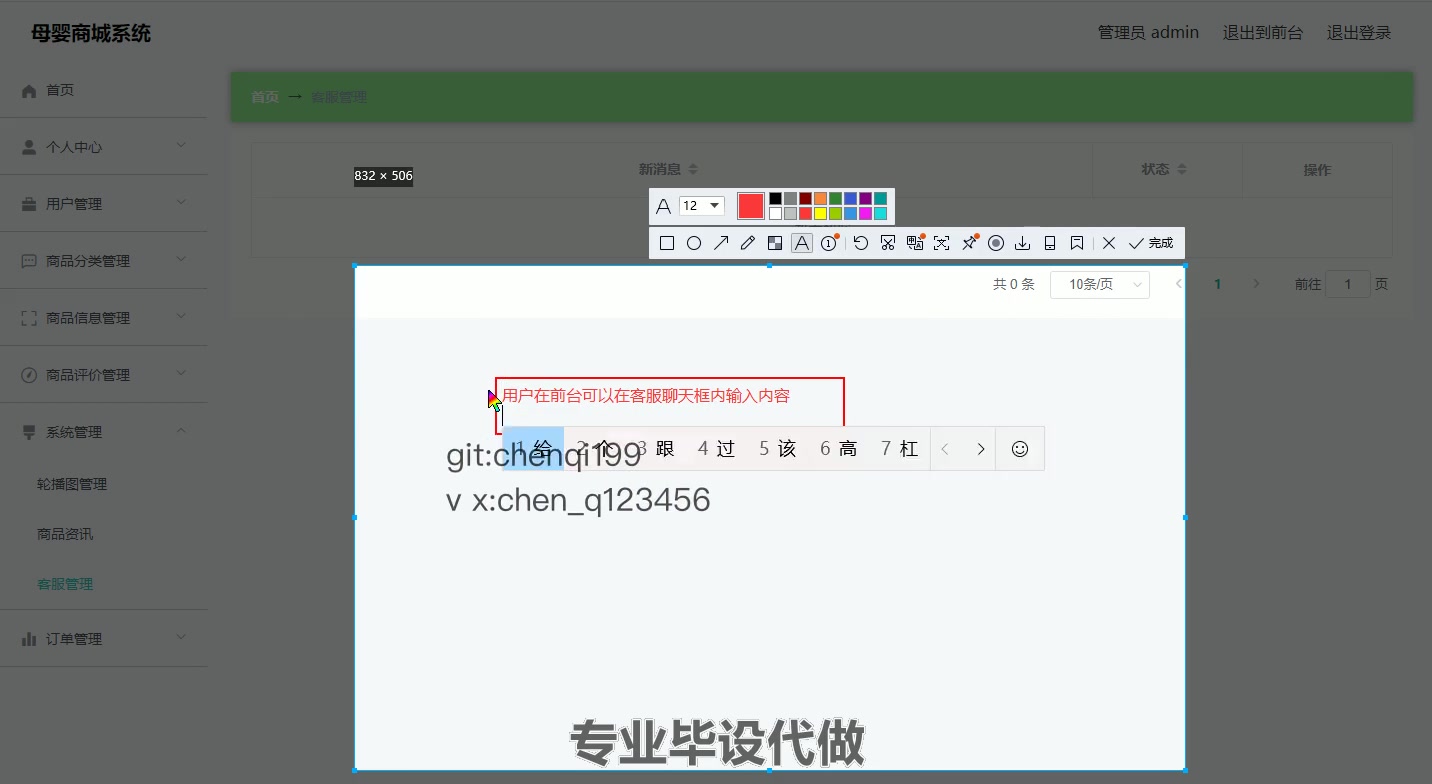 母婴商城系统
管理员 admin 退出到前台 退出登录
首页
首页 → 客服管理
个人中心
新消息 状态 操作
832 × 506
用户管理
A 12
A 1 完成
商品分类管理
共 0 条 10条/页 1 前往 1 页
商品信息管理
商品评价管理
用户在前台可以在客服聊天框内输入内容
系统管理
1 给 2 个 3 跟 4 过 5 该 6 高 7 杠
git:chenqi199
轮播图管理
v x:chen_q123456
商品资讯
客服管理
订单管理
专业毕设代做